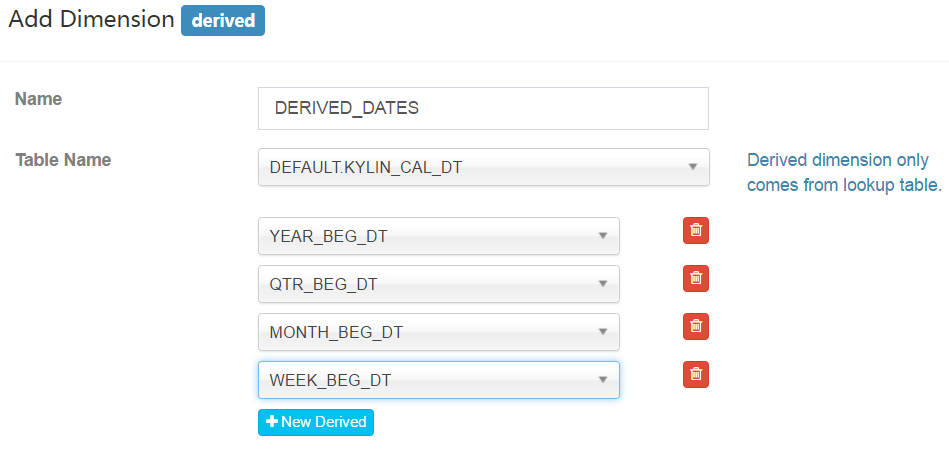 Add Dimension derived
Name
DERIVED_DATES
Table Name
DEFAULT.KYLIN_CAL_DT
Derived dimension only
comes from lookup table.
YEAR_BEG_DT
QTR_BEG_DT
MONTH_BEG_DT
WEEK_BEG_DT
New Derived